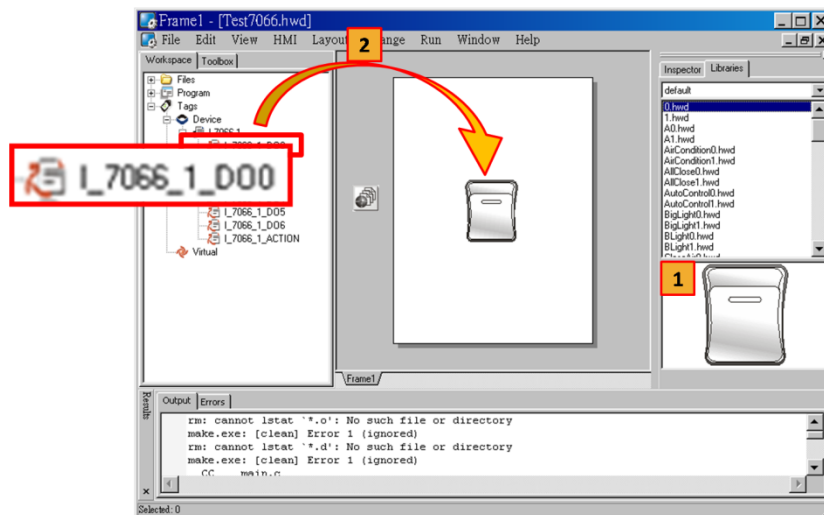 Frame1 - [Test7066.hwd]
File Edit View HMI Layout Arrange Run Window Help
2
Workspace Toolbox
Files
Program
Tags
Device
I_7066_1
I_7066_1_DO0
I_7066_1_DO5
I_7066_1_DO6
I_7066_1_ACTION
Virtual
Frame1
Inspector Libraries
default
0.hwd
1.hwd
A0.hwd
A1.hwd
AirCondition0.hwd
AirCondition1.hwd
AllClose0.hwd
AllClose1.hwd
AutoControl0.hwd
AutoControl1.hwd
BigLight0.hwd
BigLight1.hwd
BLight0.hwd
BLight1.hwd
1
Results
Output Errors
rm: cannot lstat `*.o': No such file or directory
make.exe: [clean] Error 1 (ignored)
rm: cannot lstat `*.d': No such file or directory
make.exe: [clean] Error 1 (ignored)
CC main.c
Selected: 0